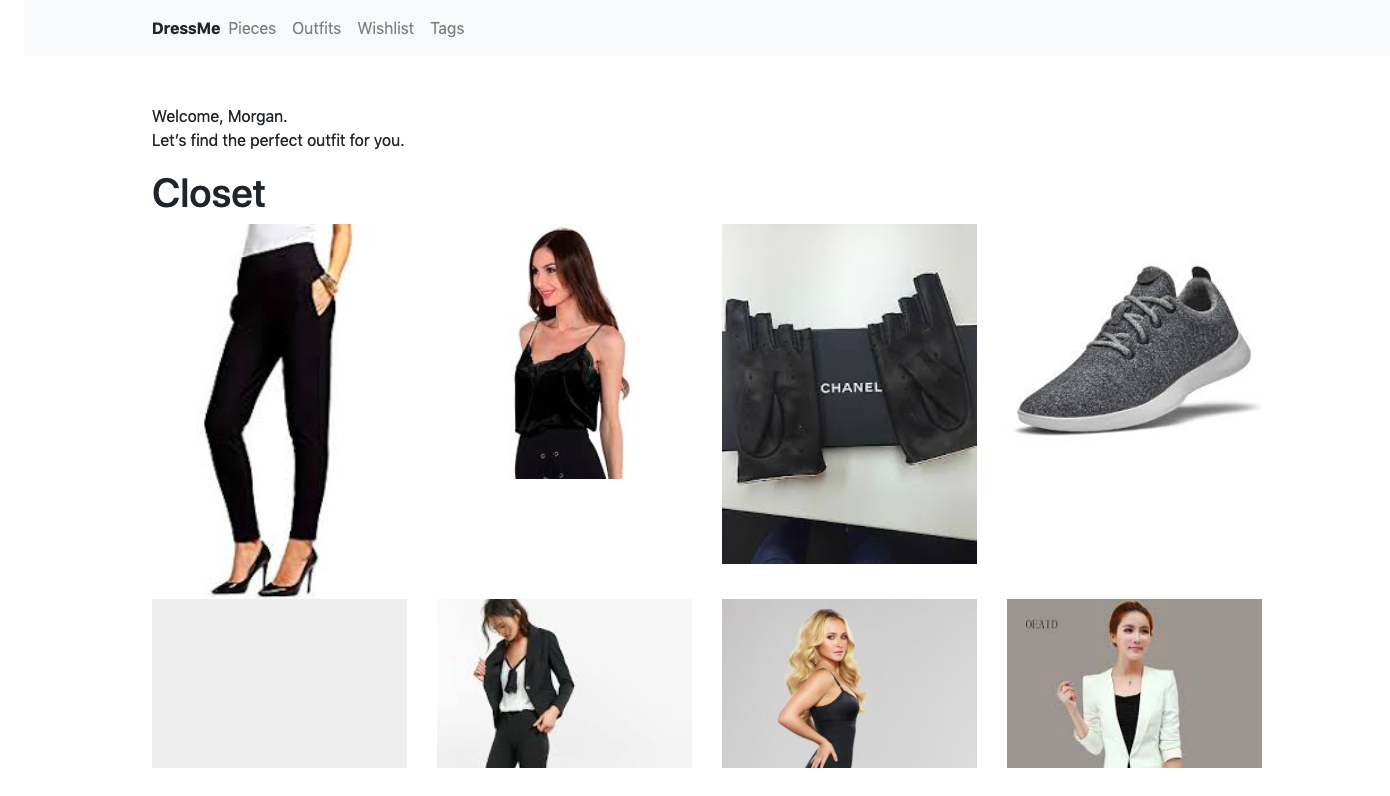 DressMe Pieces Outfits Wishlist Tags
Welcome, Morgan.
Let's find the perfect outfit for you.
Closet
CHANEL
OEAID